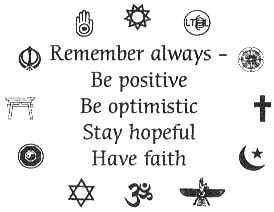 Remember always –
Be positive
Be optimistic
Stay hopeful
Have faith
ॐ